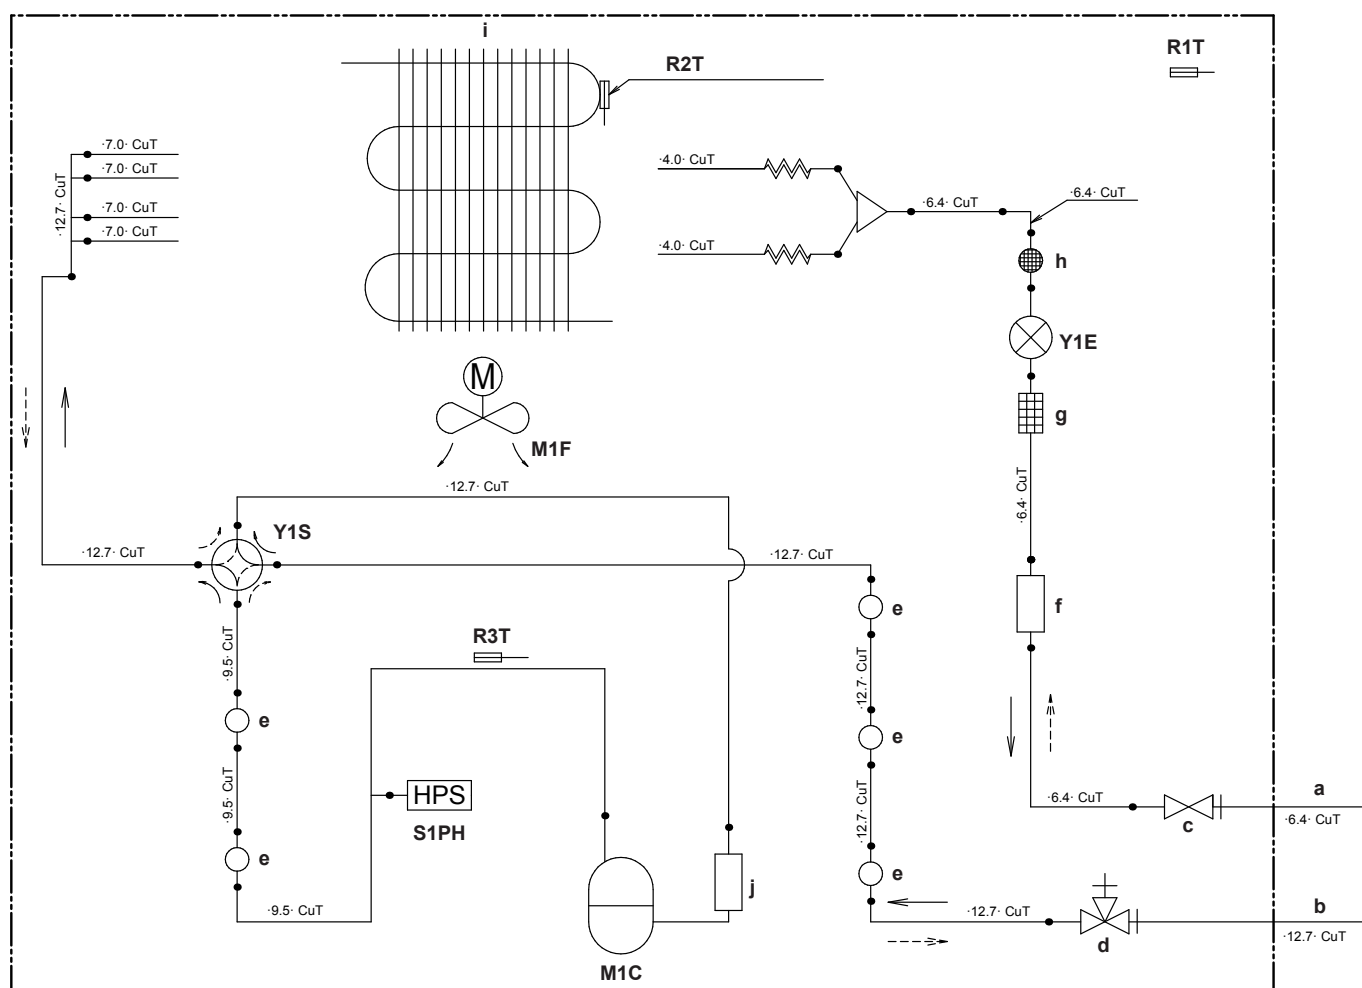 i
R1T
R2T
·7.0· CuT
·7.0· CuT
·12.7· CuT
·7.0· CuT
·7.0· CuT
·4.0· CuT
·6.4· CuT
·6.4· CuT
·4.0· CuT
h
Y1E
M
g
M1F
·6.4· CuT
·12.7· CuT
Y1S
·12.7· CuT
·12.7· CuT
e
f
R3T
·9.5· CuT
·12.7· CuT
e
e
·9.5· CuT
HPS
S1PH
·12.7· CuT
a
·6.4· CuT
c
·6.4· CuT
e
e
j
·9.5· CuT
·12.7· CuT
b
d
·12.7· CuT
M1C